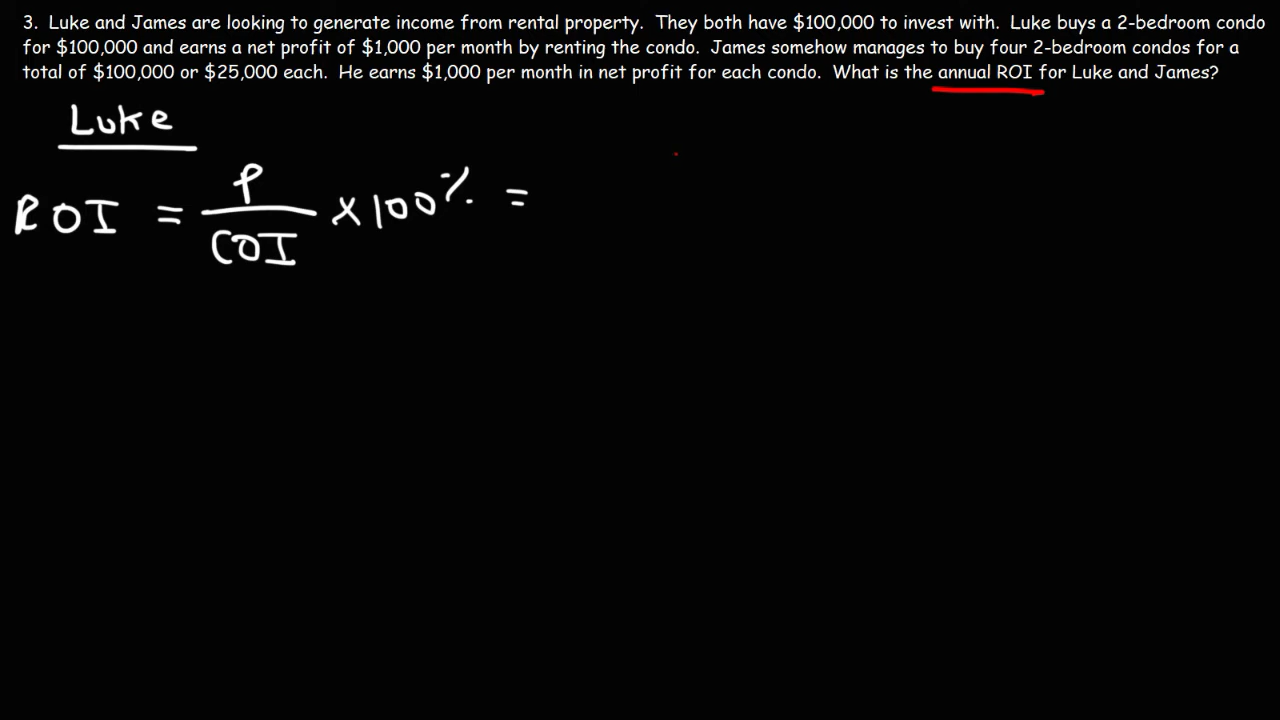 3. Luke and James are looking to generate income from rental property. They both have $100,000 to invest with. Luke buys a 2-bedroom condo
for $100,000 and earns a net profit of $1,000 per month by renting the condo. James somehow manages to buy four 2-bedroom condos for a
total of $100,000 or $25,000 each. He earns $1,000 per month in net profit for each condo. What is the annual ROI for Luke and James?
Luke
ROI = P/COI × 100% =